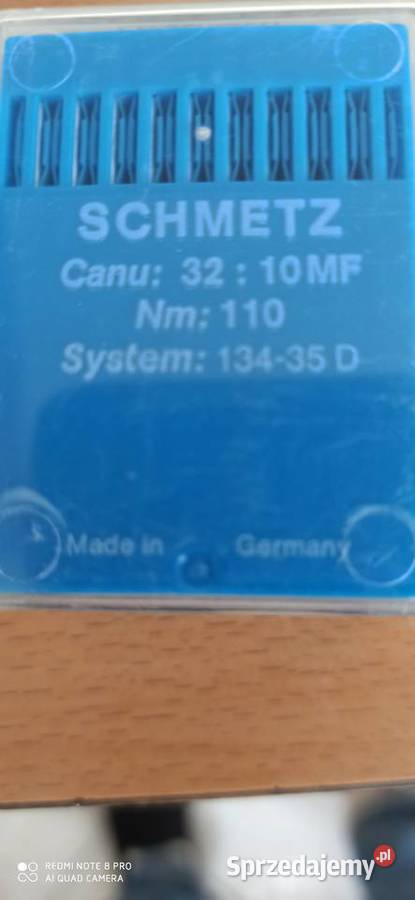 SCHMETZ
Canu: 32 : 10MF
Nm: 110
System: 134-35 D
Made in Germany
REDMI NOTE 8 PRO
AI QUAD CAMERA
Sprzedajemy.pl